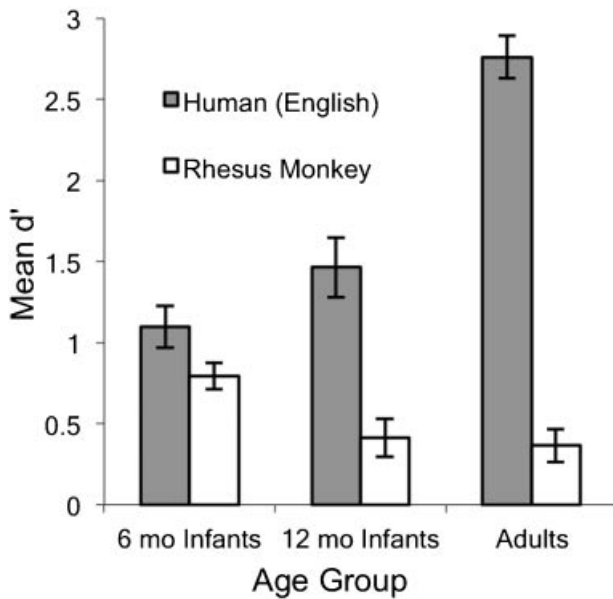 3
2.5
2
1.5
1
0.5
0
Mean d'
Human (English)
Rhesus Monkey
6 mo Infants
12 mo Infants
Adults
Age Group